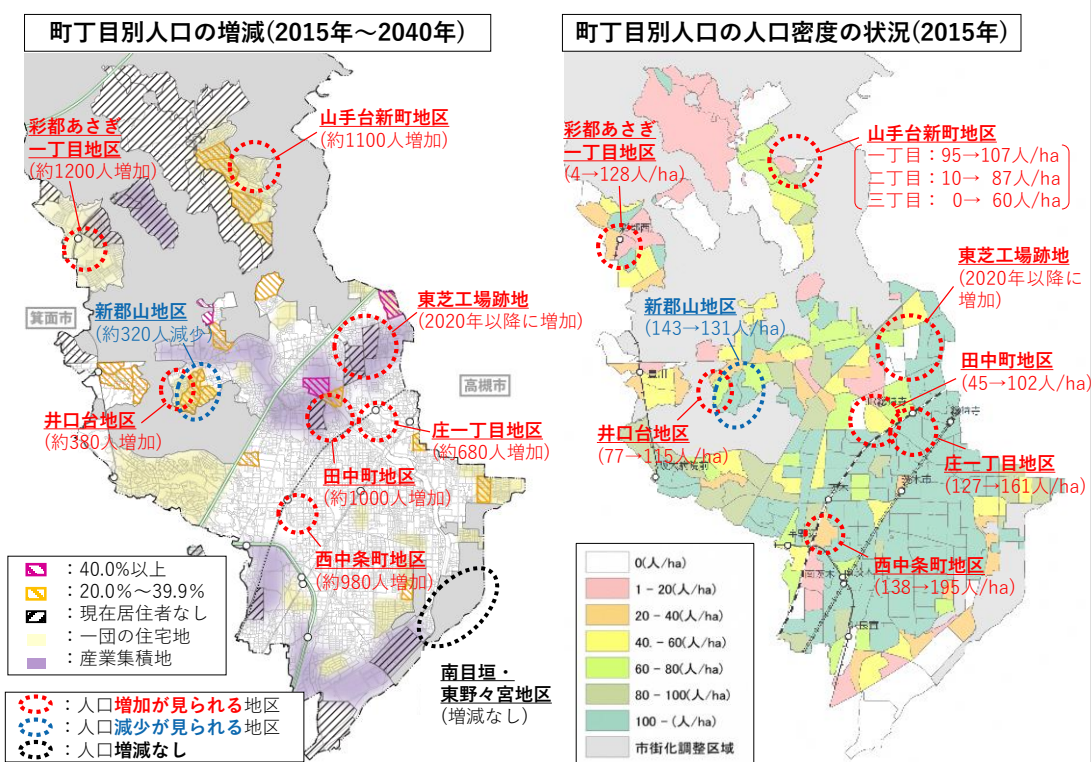 町丁目別人口の増減(2015年～2040年)
彩都あさぎ
一丁目地区
(約1200人増加)
山手台新町地区
(約1100人増加)
箕面市
新郡山地区
(約320人減少)
東芝工場跡地
(2020年以降に増加)
高槻市
井口台地区
(約380人増加)
庄一丁目地区
(約680人増加)
田中町地区
(約1000人増加)
西中条町地区
(約980人増加)
南目垣・
東野々宮地区
(増減なし)
：40.0%以上
：20.0%～39.9%
：現在居住者なし
：一団の住宅地
：産業集積地
：人口増加が見られる地区
：人口減少が見られる地区
：人口増減なし
町丁目別人口の人口密度の状況(2015年)
彩都あさぎ
一丁目地区
(4→128人/ha)
山手台新町地区
一丁目：95→107人/ha
二丁目：10→ 87人/ha
三丁目： 0→ 60人/ha
彩都西
東芝工場跡地
(2020年以降に
増加)
新郡山地区
(143→131人/ha)
田中町地区
(45→102人/ha)
豊川
井口台地区
(77→115人/ha)
庄一丁目地区
(127→161人/ha)
茨木市
西中条町地区
(138→195人/ha)
南茨木
0(人/ha)
1 - 20(人/ha)
20 - 40(人/ha)
40. - 60(人/ha)
60 - 80(人/ha)
80 - 100(人/ha)
100 - (人/ha)
市街化調整区域